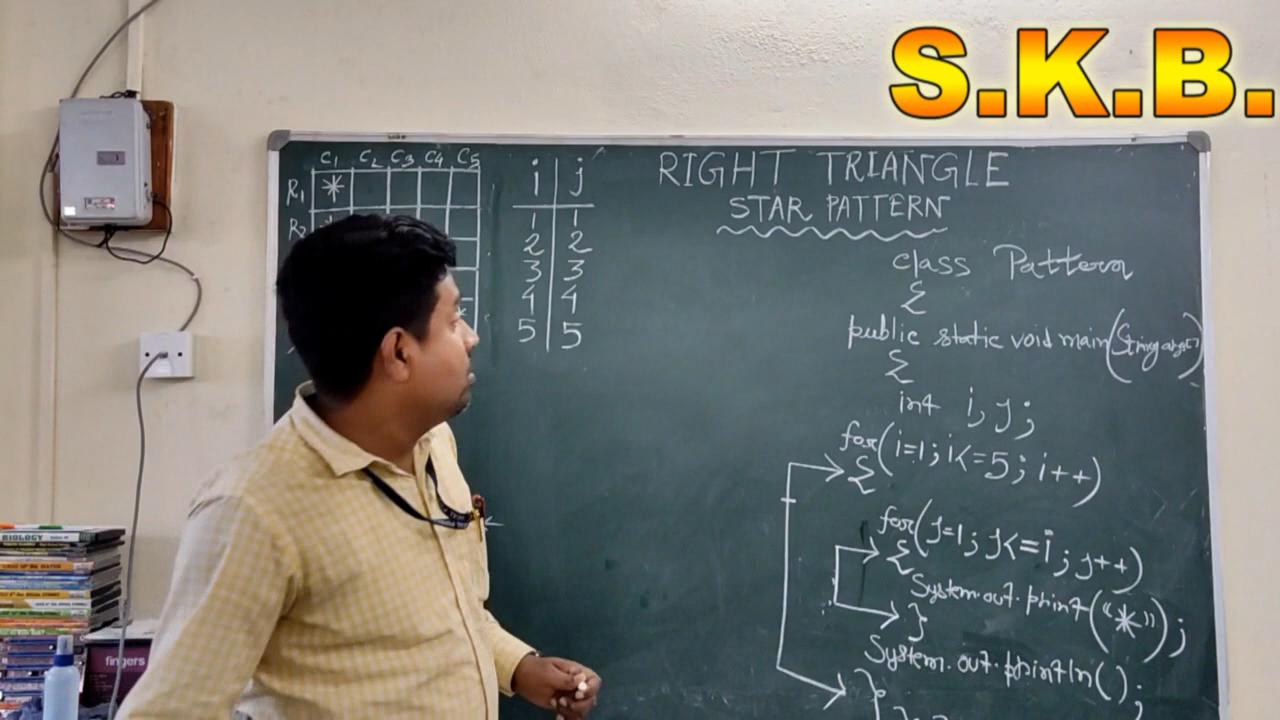 S.K.B.
C1 C2 C3 C4 C5
R1 *
R2
i j
1 1
2 2
3 3
4 4
5 5
RIGHT TRIANGLE
STAR PATTERN
class Pattern
{
public static void main(String args[])
{
int i, j;
for(i=1; i<=5; i++)
{
for(j=1; j<=i; j++)
{
System.out.print("*");
}
System.out.println();
}
BIOLOGY
fingers